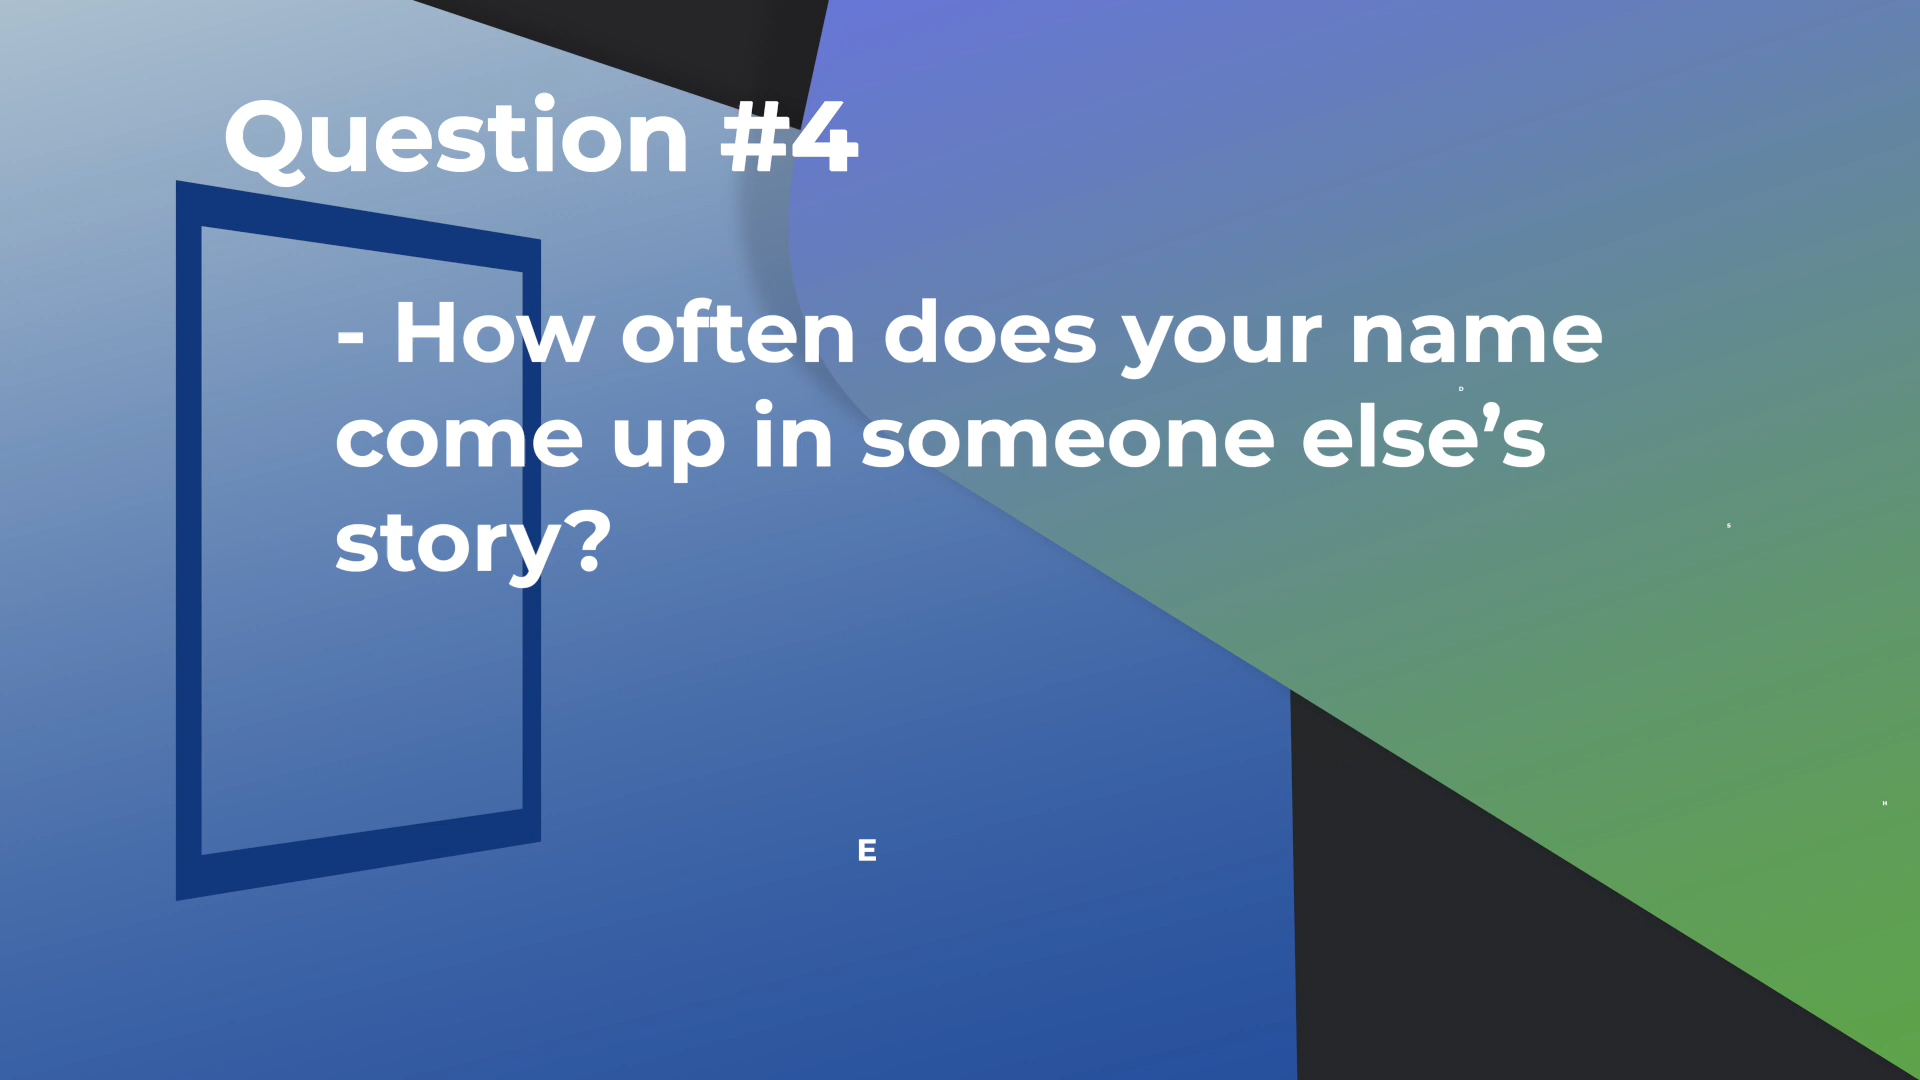 Question #4
- How often does your name
come up in someone else’s
story?
D
S
H
E